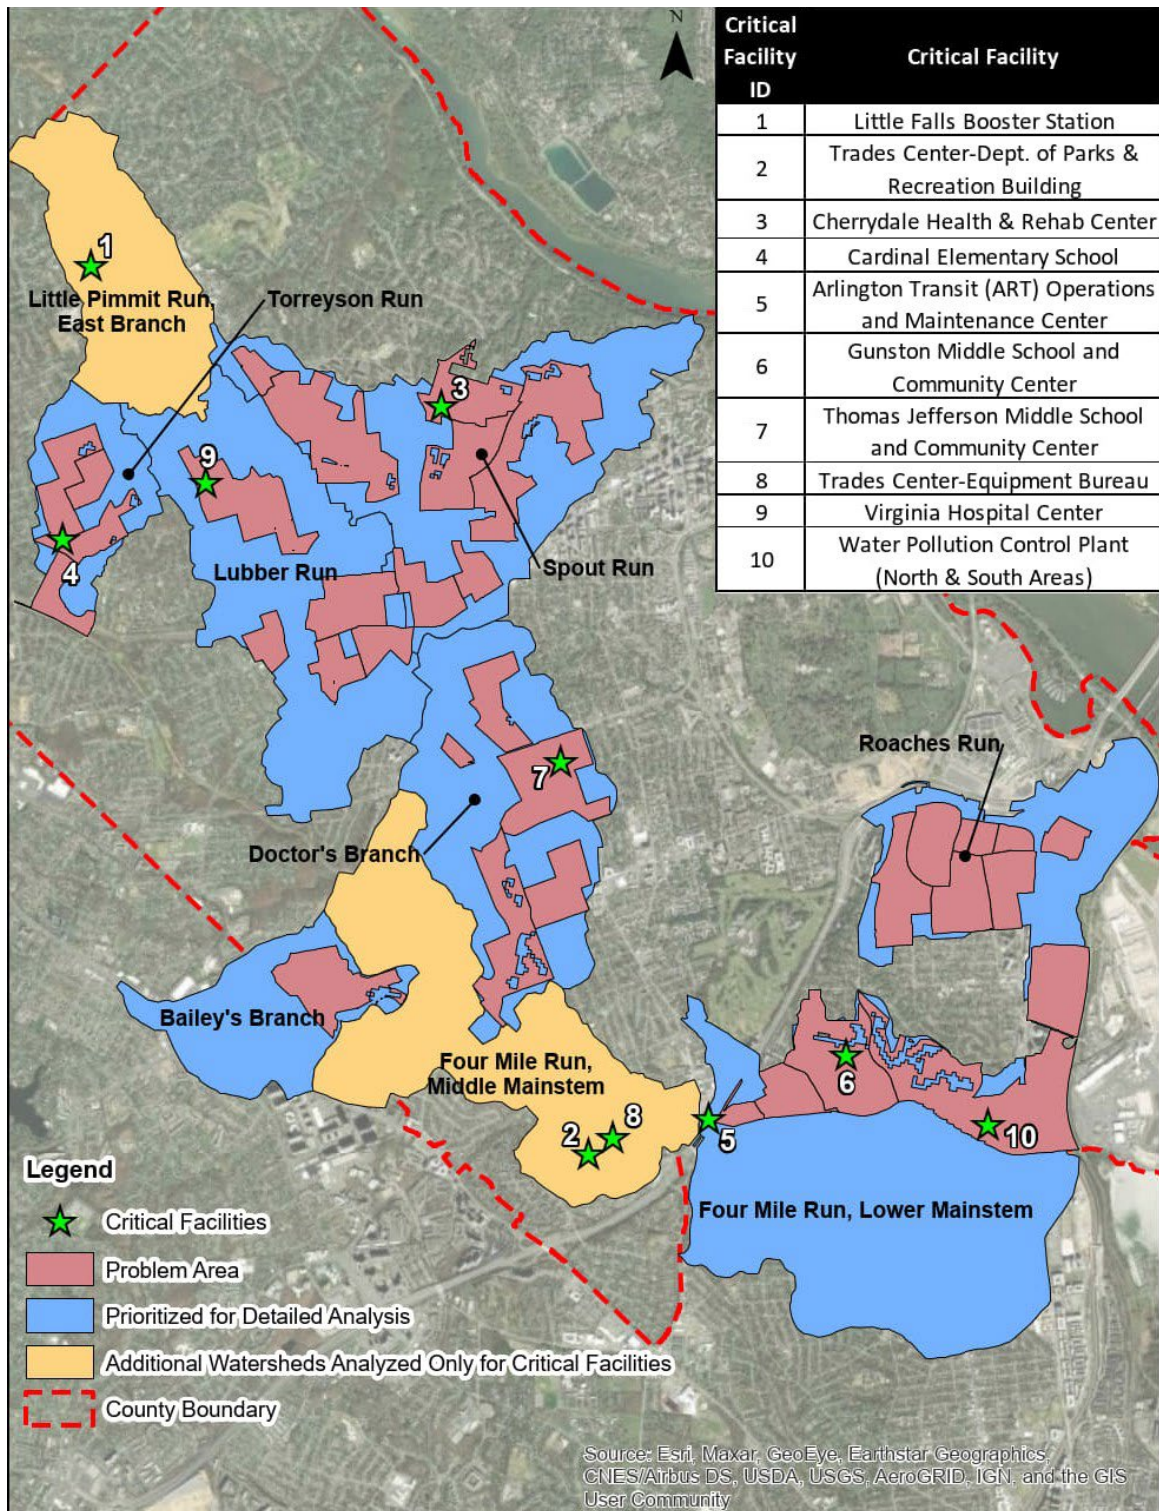 N
Critical
Facility
ID
Critical Facility
1
Little Falls Booster Station
2
Trades Center-Dept. of Parks &
Recreation Building
3
Cherrydale Health & Rehab Center
4
Cardinal Elementary School
5
Arlington Transit (ART) Operations
and Maintenance Center
6
Gunston Middle School and
Community Center
7
Thomas Jefferson Middle School
and Community Center
8
Trades Center-Equipment Bureau
9
Virginia Hospital Center
10
Water Pollution Control Plant
(North & South Areas)
1
Little Pimmit Run,
East Branch
Torreyson Run
3
9
4
Lubber Run
Spout Run
7
Roaches Run
Doctor's Branch
Bailey's Branch
Four Mile Run,
Middle Mainstem
6
8
2
5
10
Four Mile Run, Lower Mainstem
Legend
Critical Facilities
Problem Area
Prioritized for Detailed Analysis
Additional Watersheds Analyzed Only for Critical Facilities
County Boundary
Source: Esri, Maxar, GeoEye, Earthstar Geographics,
CNES/Airbus DS, USDA, USGS, AeroGRID, IGN, and the GIS
User Community